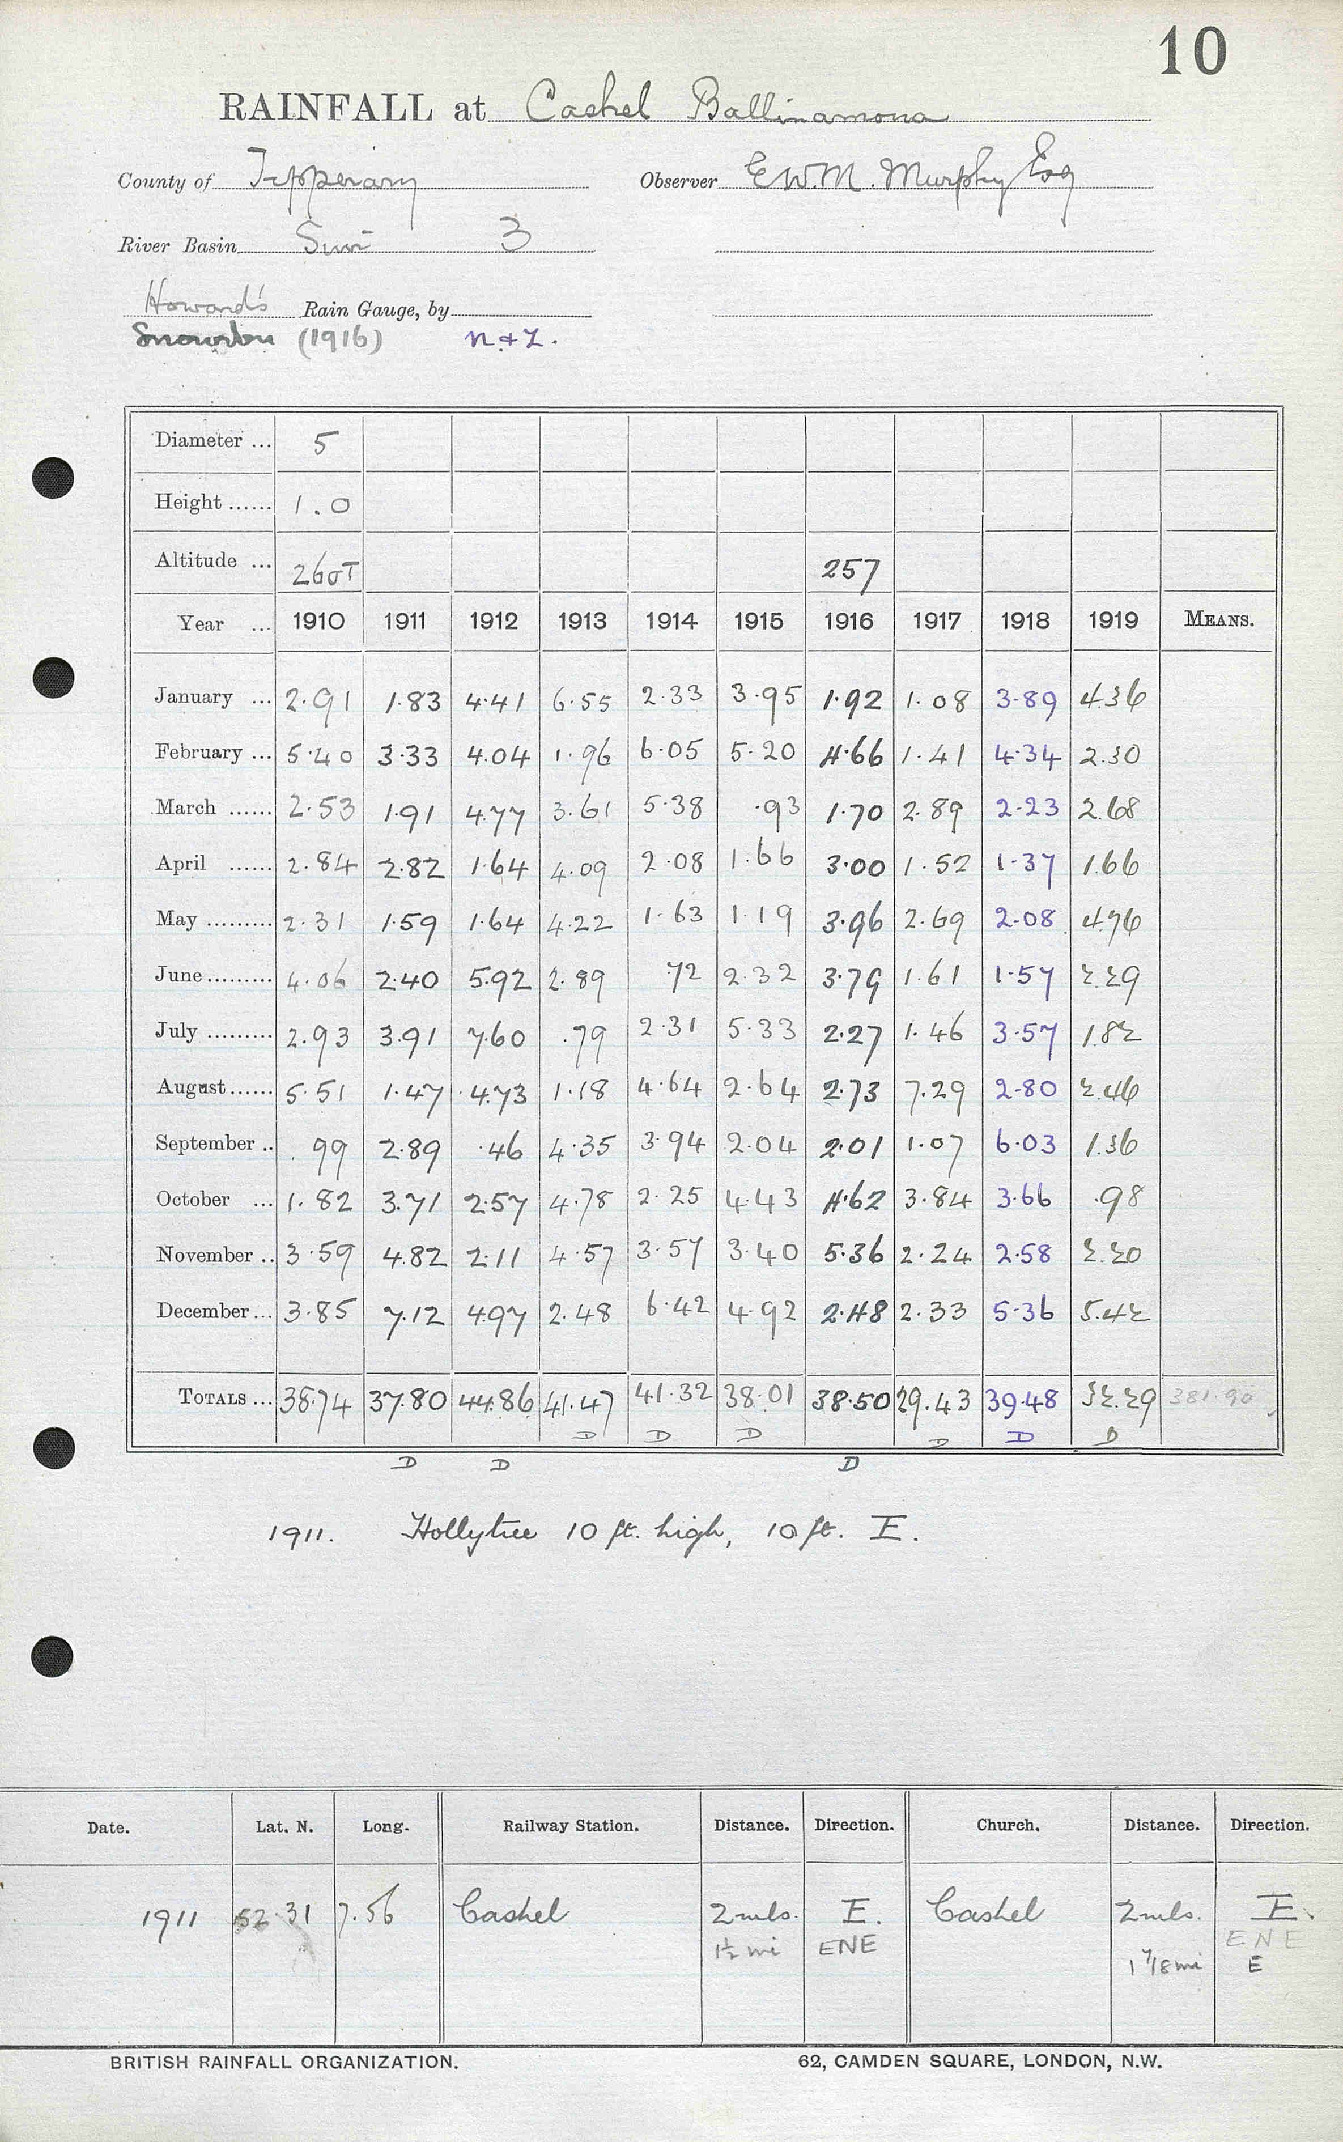 10
RAINFALL at Cashel Ballinamona
County of Tipperary Observer E.W.M. Murphy Esq
River Basin Suir 3
Howard's Rain Gauge, by
Snowdon (1916) N+Z.
Diameter ... 5
Height ...... 1.0
Altitude ... 260T 257
Year ... 1910 1911 1912 1913 1914 1915 1916 1917 1918 1919 MEANS.
January ... 2.91 1.83 4.41 6.55 2.33 3.95 1.92 1.08 3.89 4.36
February ... 5.40 3.33 4.04 1.96 6.05 5.20 4.66 1.41 4.34 2.30
March ...... 2.53 1.91 4.77 3.61 5.38 .93 1.70 2.89 2.23 2.68
April ...... 2.84 2.82 1.64 4.09 2.08 1.66 3.00 1.52 1.37 1.66
May ......... 2.31 1.59 1.64 4.22 1.63 1.19 3.96 2.69 2.08 4.76
June ......... 4.06 2.40 5.92 2.89 .72 2.32 3.79 1.61 1.57 2.29
July ......... 2.93 3.91 7.60 .79 2.31 5.33 2.27 1.46 3.57 1.82
August ...... 5.51 1.47 4.73 1.18 4.64 2.64 2.73 7.29 2.80 2.46
September .. .99 2.89 .46 4.35 3.94 2.04 2.01 1.07 6.03 1.36
October ... 1.82 3.71 2.57 4.78 2.25 4.43 4.62 3.84 3.66 .98
November .. 3.59 4.82 2.11 4.57 3.57 3.40 5.36 2.24 2.58 2.20
December ... 3.85 7.12 4.97 2.48 6.42 4.92 2.48 2.33 5.36 5.42
TOTALS ... 38.74 37.80 44.86 41.47 41.32 38.01 38.50 29.43 39.48 32.29 381.90
D D D D D D
D D D
1911. Hollytree 10 ft. high, 10 ft. E.
Date. Lat. N. Long. Railway Station. Distance. Direction. Church. Distance. Direction.
1911 52.31 7.56 Cashel 2 mls. E. Cashel 2 mls. E.
1½ mi ENE ENE
1 7/8 mi E
BRITISH RAINFALL ORGANIZATION. 62, CAMDEN SQUARE, LONDON, N.W.